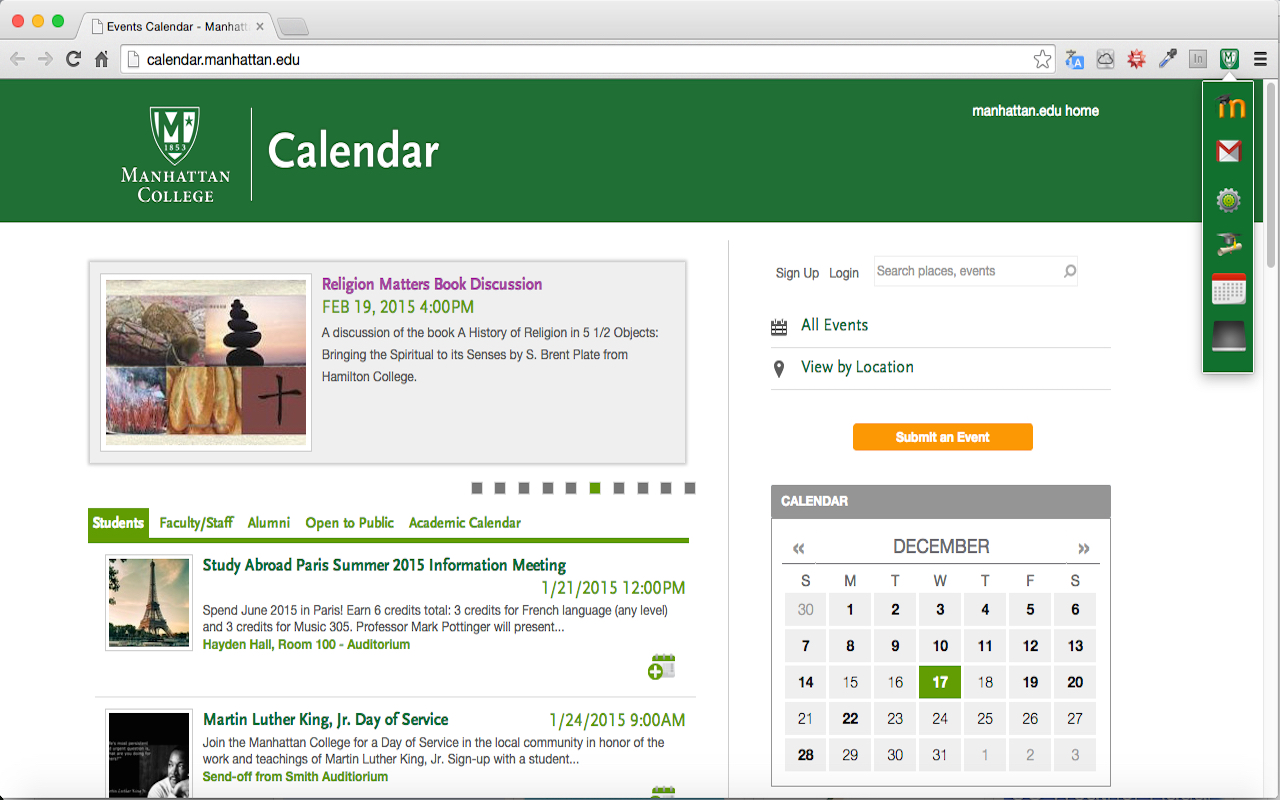 Events Calendar - Manhatt
calendar.manhattan.edu
In
M
1853
MANHATTAN
COLLEGE
Calendar
manhattan.edu home
Religion Matters Book Discussion
FEB 19, 2015 4:00PM
A discussion of the book A History of Religion in 5 1/2 Objects:
Bringing the Spiritual to its Senses by S. Brent Plate from
Hamilton College.
Sign Up Login Search places, events
All Events
View by Location
Submit an Event
Students Faculty/Staff Alumni Open to Public Academic Calendar
Study Abroad Paris Summer 2015 Information Meeting
1/21/2015 12:00PM
Spend June 2015 in Paris! Earn 6 credits total: 3 credits for French language (any level)
and 3 credits for Music 305. Professor Mark Pottinger will present...
Hayden Hall, Room 100 - Auditorium
Martin Luther King, Jr. Day of Service 1/24/2015 9:00AM
Join the Manhattan College for a Day of Service in the local community in honor of the
work and teachings of Martin Luther King, Jr. Sign-up with a student...
Send-off from Smith Auditiorium
CALENDAR
« DECEMBER »
S M T W T F S
30 1 2 3 4 5 6
7 8 9 10 11 12 13
14 15 16 17 18 19 20
21 22 23 24 25 26 27
28 29 30 31 1 2 3